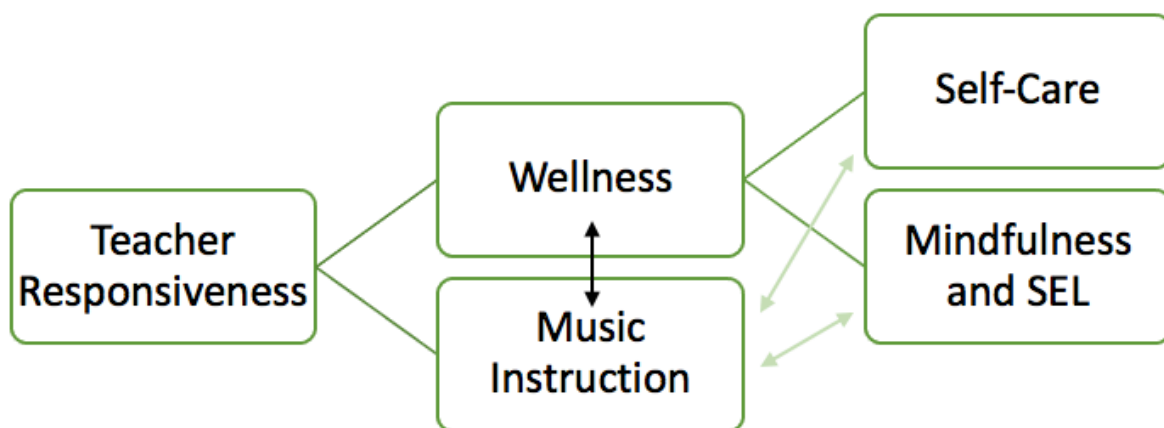 Teacher
Responsiveness
Wellness
Music
Instruction
Self-Care
Mindfulness
and SEL